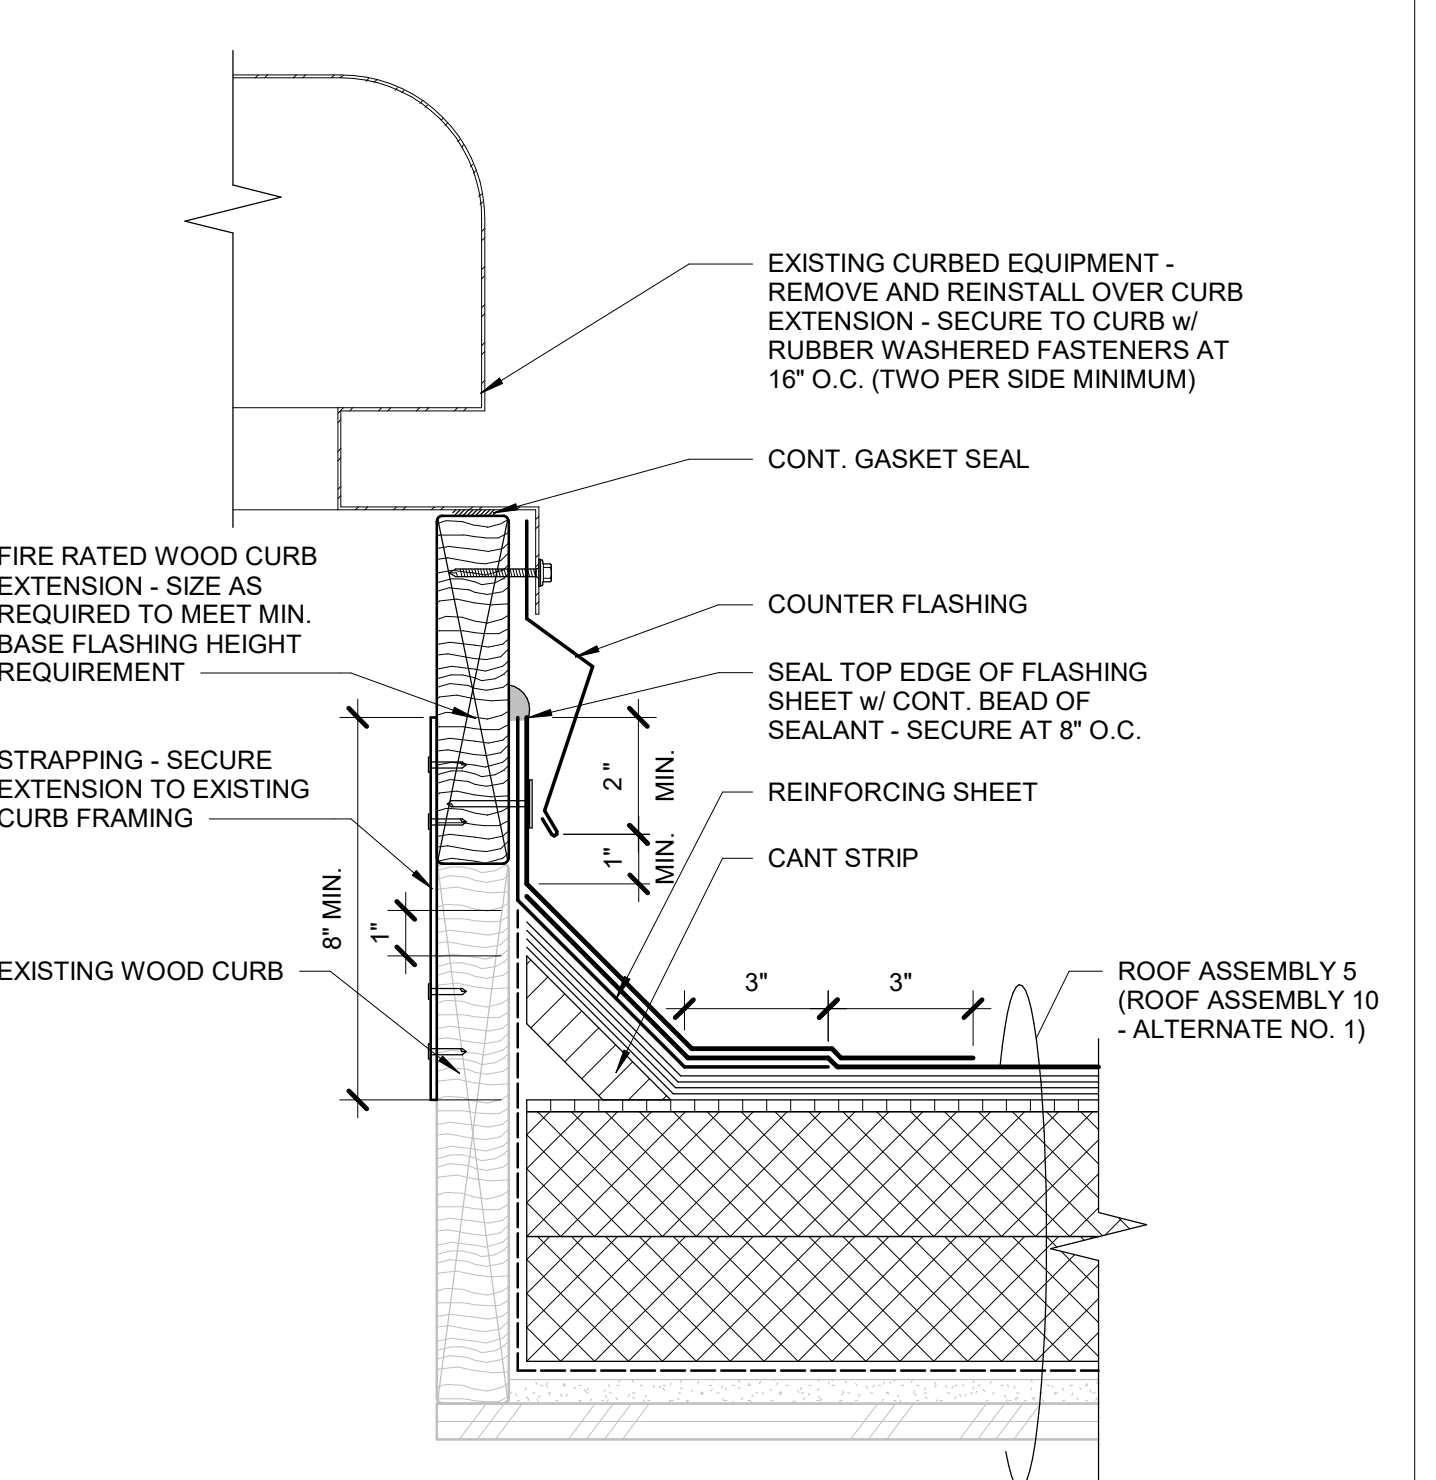 EXISTING CURBED EQUIPMENT -
REMOVE AND REINSTALL OVER CURB
EXTENSION - SECURE TO CURB w/
RUBBER WASHERED FASTENERS AT
16" O.C. (TWO PER SIDE MINIMUM)
CONT. GASKET SEAL
FIRE RATED WOOD CURB
EXTENSION - SIZE AS
REQUIRED TO MEET MIN.
BASE FLASHING HEIGHT
REQUIREMENT
COUNTER FLASHING
SEAL TOP EDGE OF FLASHING
SHEET w/ CONT. BEAD OF
SEALANT - SECURE AT 8" O.C.
STRAPPING - SECURE
EXTENSION TO EXISTING
CURB FRAMING
2"
MIN.
REINFORCING SHEET
1"
MIN.
CANT STRIP
8" MIN.
1"
EXISTING WOOD CURB
3"
3"
ROOF ASSEMBLY 5
(ROOF ASSEMBLY 10
- ALTERNATE NO. 1)